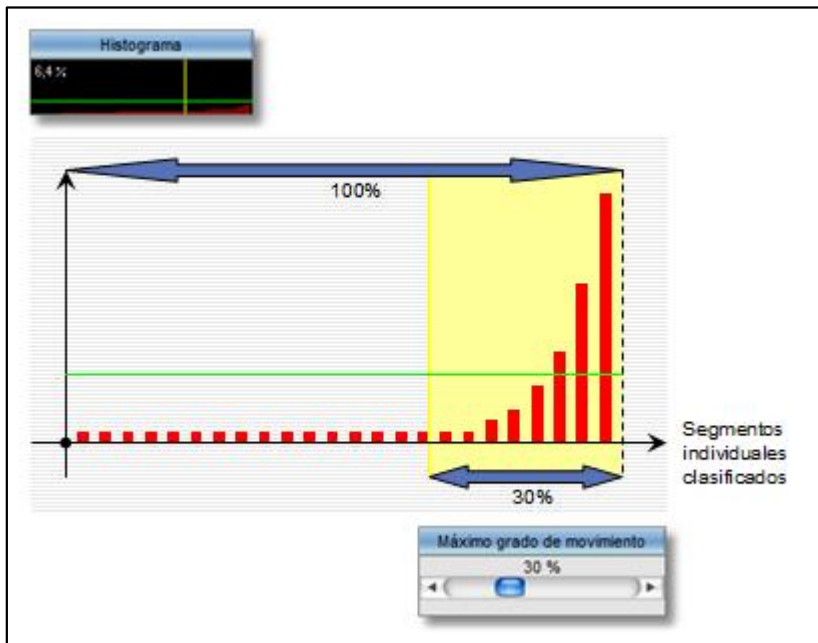 Histograma
6,4 %
100%
Segmentos
individuales
clasificados
30%
Máximo grado de movimiento
30 %